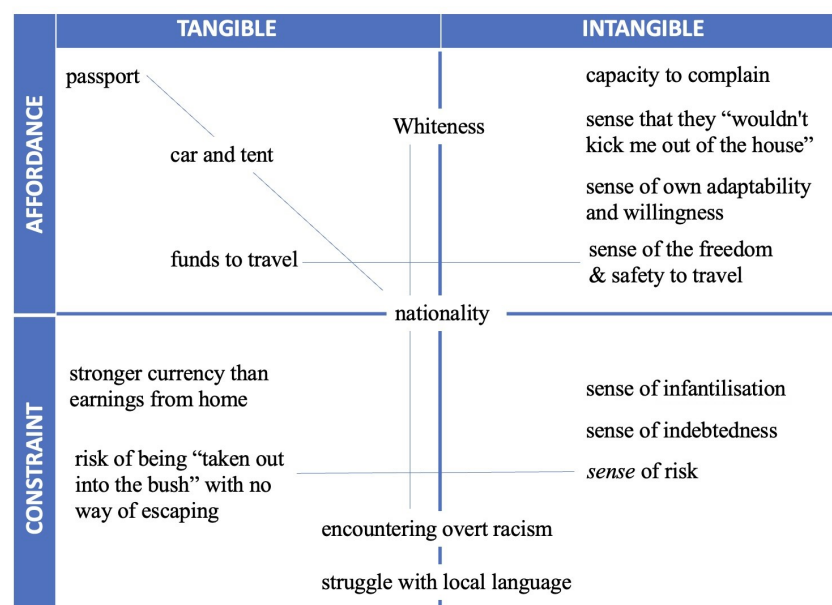 TANGIBLE
INTANGIBLE
AFFORDANCE
passport
car and tent
funds to travel
Whiteness
capacity to complain
sense that they “wouldn't
kick me out of the house”
sense of own adaptability
and willingness
sense of the freedom
& safety to travel
nationality
CONSTRAINT
stronger currency than
earnings from home
risk of being “taken out
into the bush” with no
way of escaping
sense of infantilisation
sense of indebtedness
sense of risk
encountering overt racism
struggle with local language